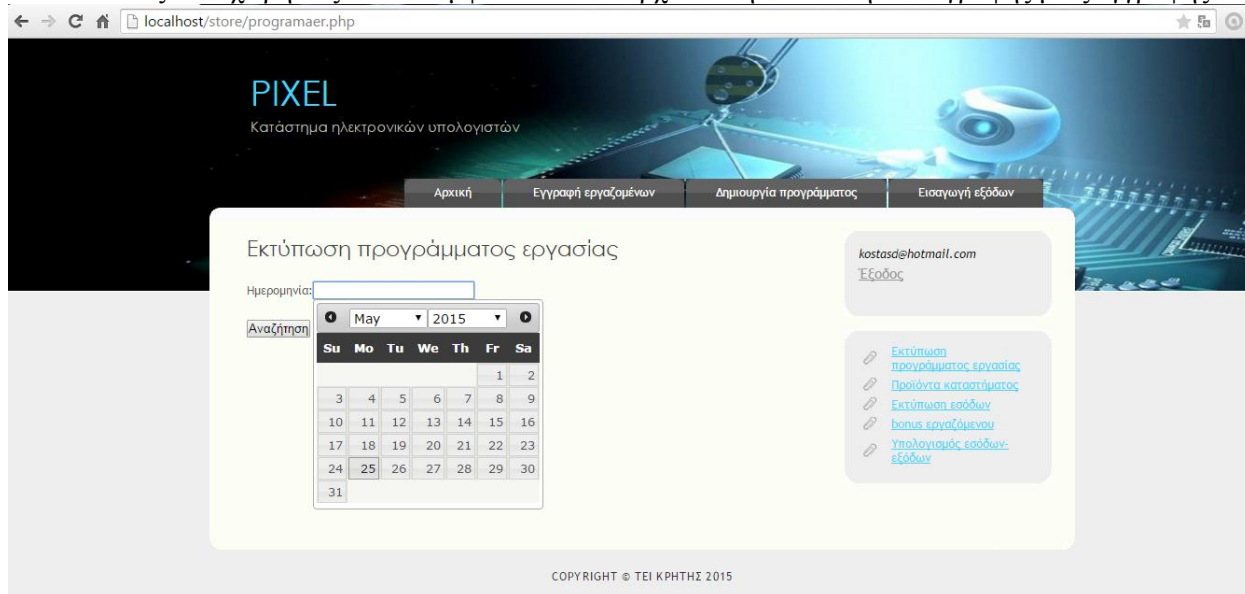 localhost/store/programaer.php
PIXEL
Κατάστημα ηλεκτρονικών υπολογιστών
Αρχική Εγγραφή εργαζομένων Δημιουργία προγράμματος Εισαγωγή εξόδων
Εκτύπωση προγράμματος εργασίας
Ημερομηνία:
Αναζήτηση
May 2015
Su Mo Tu We Th Fr Sa
1 2
3 4 5 6 7 8 9
10 11 12 13 14 15 16
17 18 19 20 21 22 23
24 25 26 27 28 29 30
31
kostasd@hotmail.com
Έξοδος
Εκτύπωση
προγράμματος εργασίας
Προϊόντα καταστήματος
Εκτύπωση εσόδων
bonus εργαζόμενου
Υπολογισμός εσόδων-
εξόδων
COPYRIGHT © ΤΕΙ ΚΡΗΤΗΣ 2015